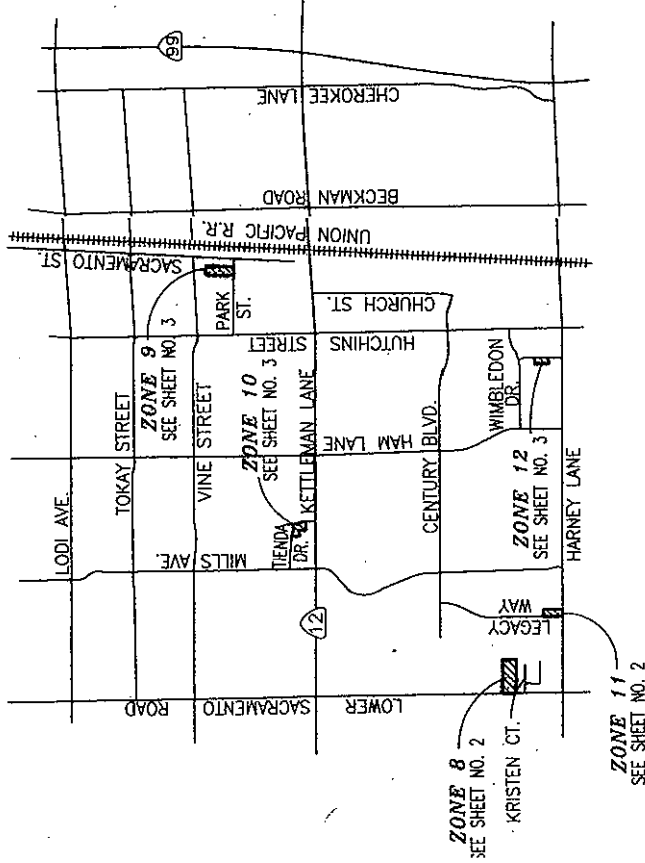 99
CHEROKEE LANE
BECKMAN ROAD
UNION PACIFIC R.R.
SACRAMENTO ST.
PARK
ST.
CHURCH ST.
HUTCHINS
STREET
ZONE 9
SEE SHEET NO. 3
WIMBLEDON
DR.
ZONE 10
SEE SHEET NO. 3
HAM LANE
LODI AVE.
TOKAY STREET
VINE STREET
KETTLEMAN LANE
CENTURY BLVD.
HARNEY LANE
ZONE 12
SEE SHEET NO. 3
TIENDA
DR.
MILLS AVE.
12
LEGACY
WAY
LOWER
SACRAMENTO
ROAD
ZONE 8
SEE SHEET NO. 2
KRISTEN CT.
ZONE 11
SEE SHEET NO. 2